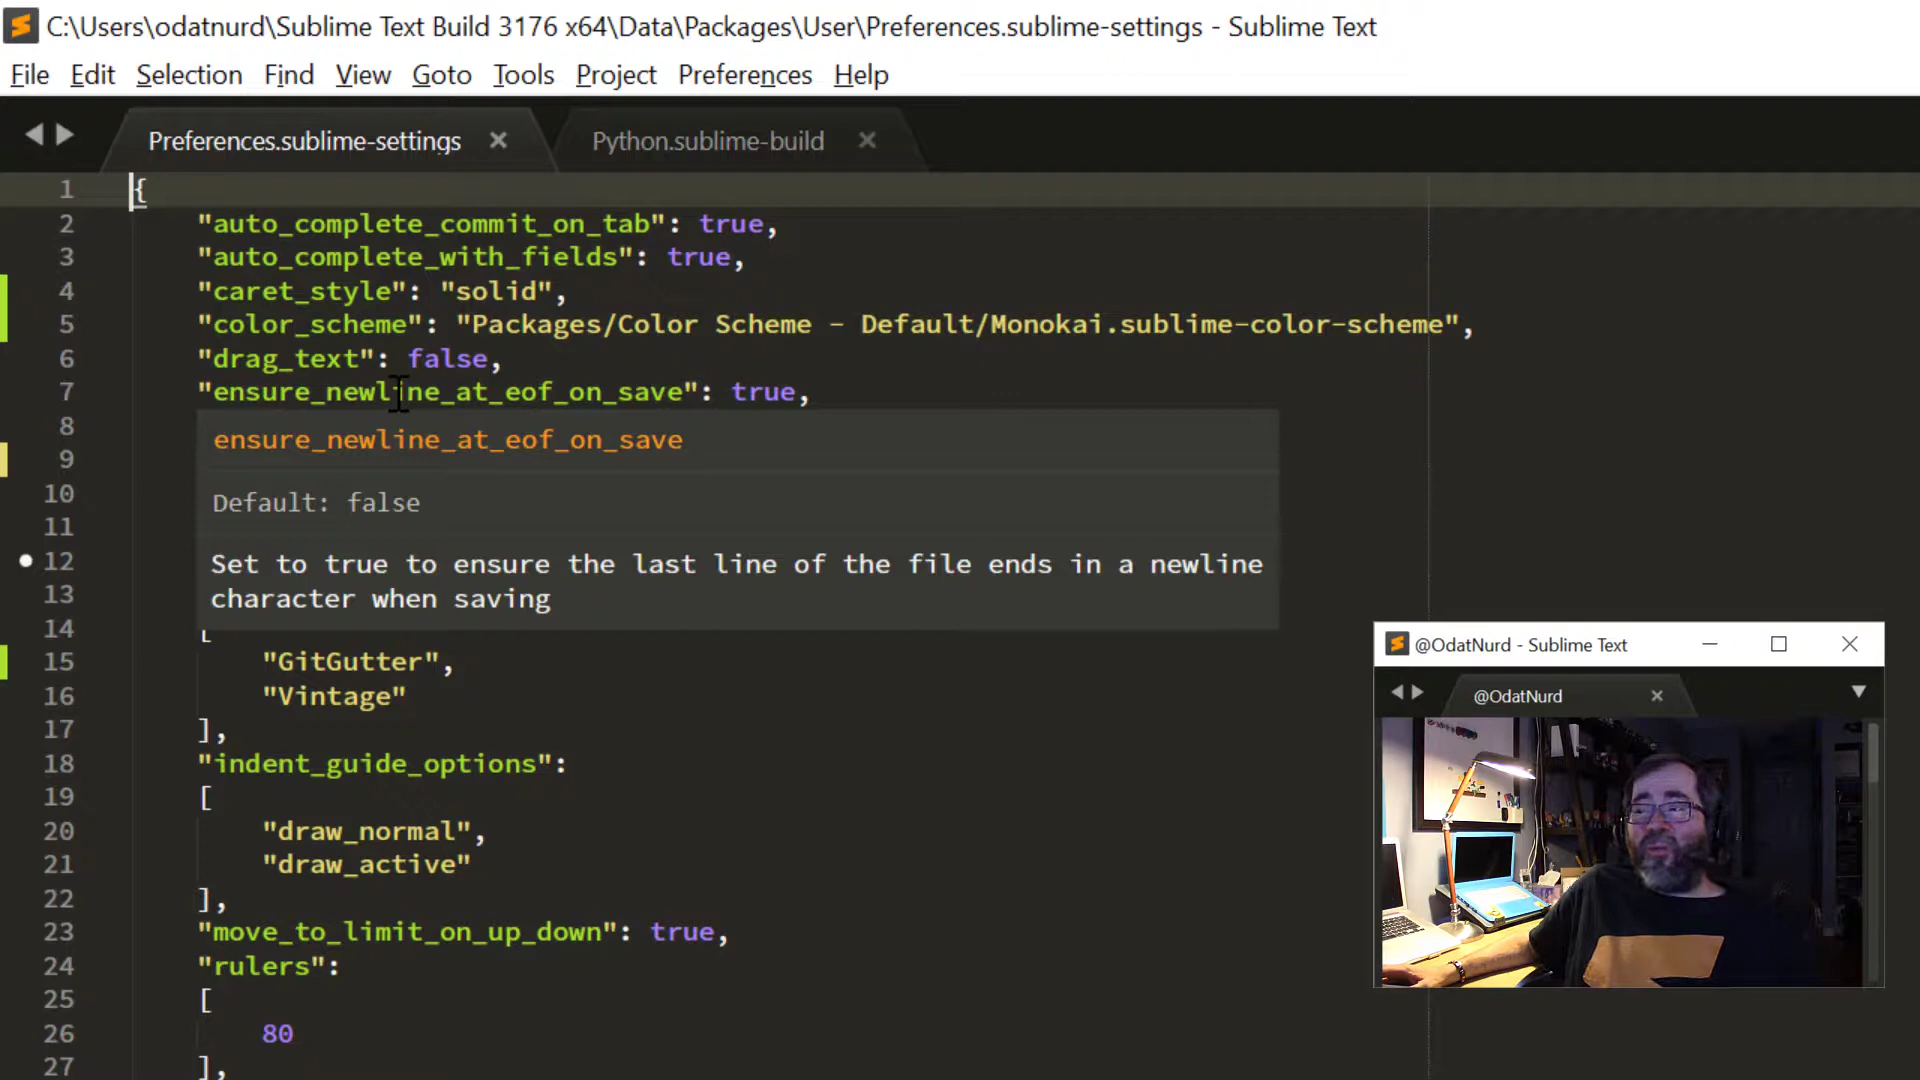 C:\Users\odatnurd\Sublime Text Build 3176 x64\Data\Packages\User\Preferences.sublime-settings - Sublime Text
File Edit Selection Find View Goto Tools Project Preferences Help
Preferences.sublime-settings Python.sublime-build
1 {
2 "auto_complete_commit_on_tab": true,
3 "auto_complete_with_fields": true,
4 "caret_style": "solid",
5 "color_scheme": "Packages/Color Scheme - Default/Monokai.sublime-color-scheme",
6 "drag_text": false,
7 "ensure_newline_at_eof_on_save": true,
8
ensure_newline_at_eof_on_save
9
10 Default: false
11
12 Set to true to ensure the last line of the file ends in a newline
13 character when saving
14 [
15 "GitGutter",
16 "Vintage"
17 ],
18 "indent_guide_options":
19 [
20 "draw_normal",
21 "draw_active"
22 ],
23 "move_to_limit_on_up_down": true,
24 "rulers":
25 [
26 80
27 ],
@OdatNurd - Sublime Text
@OdatNurd